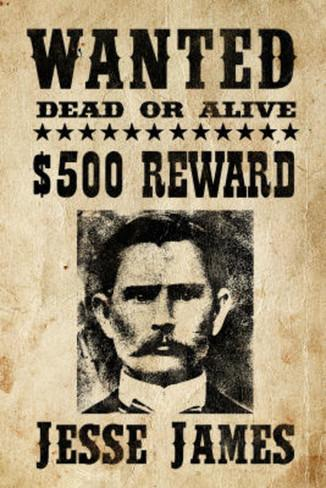 WANTED
DEAD OR ALIVE
$500 REWARD
JESSE JAMES